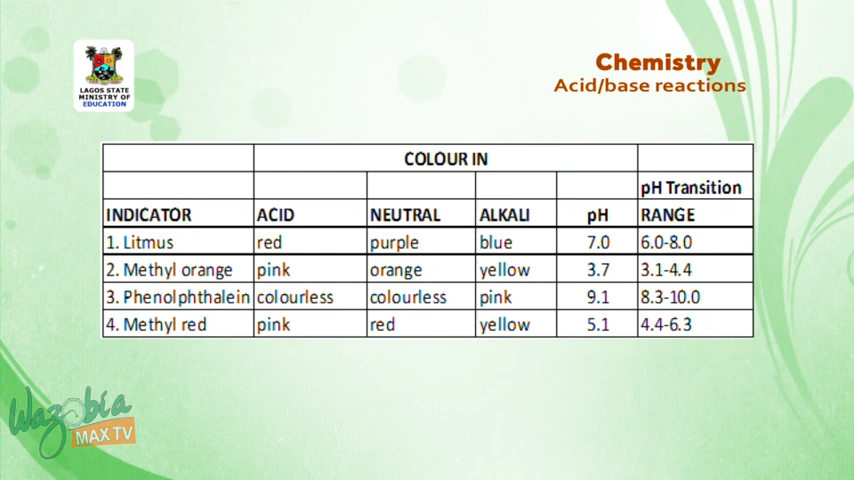 LAGOS STATE
MINISTRY OF
EDUCATION
Chemistry
Acid/base reactions
COLOUR IN
pH Transition
INDICATOR ACID NEUTRAL ALKALI pH RANGE
1. Litmus red purple blue 7.0 6.0-8.0
2. Methyl orange pink orange yellow 3.7 3.1-4.4
3. Phenolphthalein colourless colourless pink 9.1 8.3-10.0
4. Methyl red pink red yellow 5.1 4.4-6.3
Wazobia
MAX TV